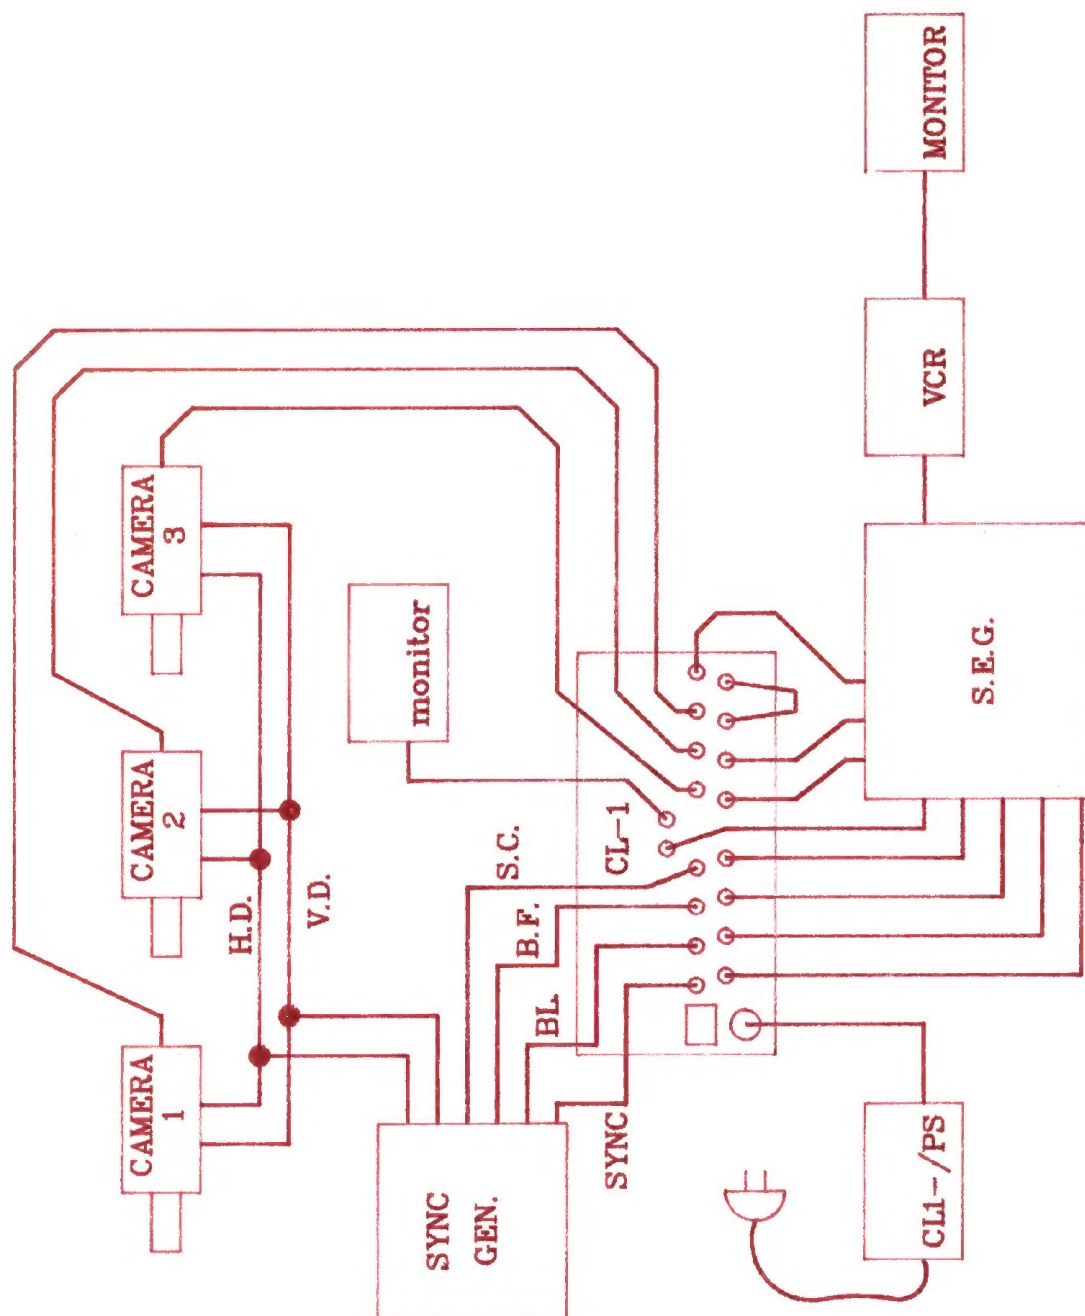 CAMERA
1
CAMERA
2
CAMERA
3
H.D.
V.D.
monitor
SYNC
GEN.
S.C.
B.F.
BL
SYNC
CL-1
CL1-/PS
S.E.G.
VCR
MONITOR